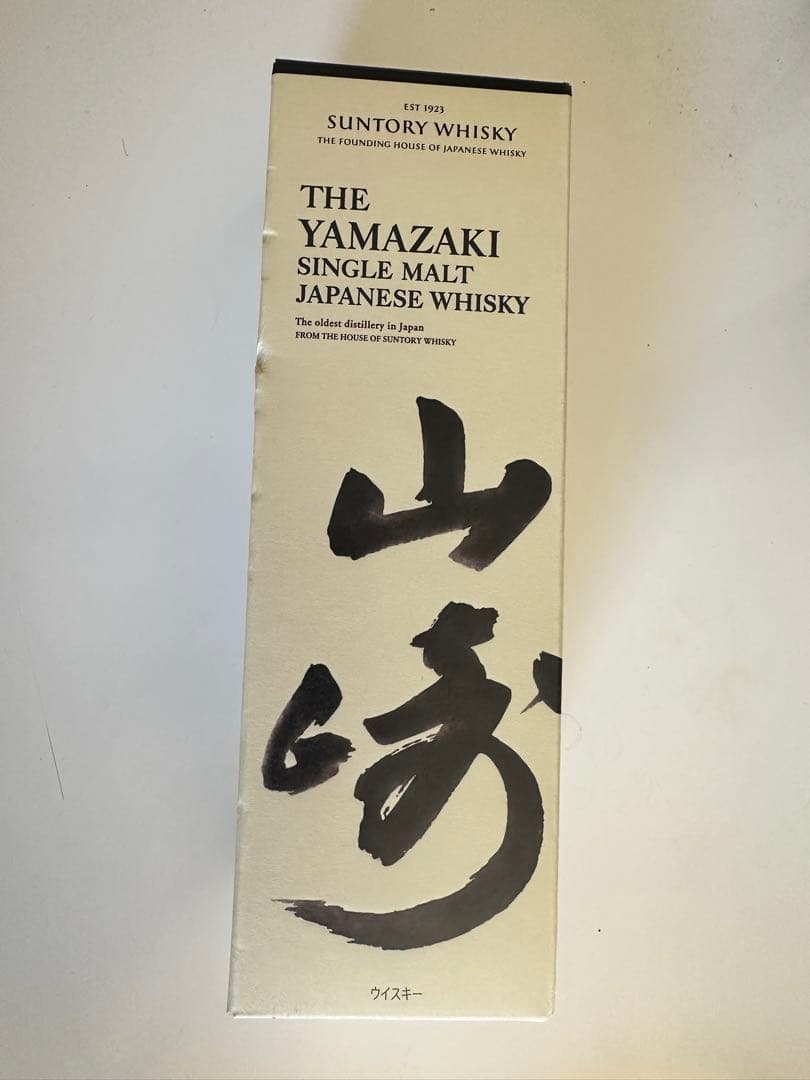 EST 1923
SUNTORY WHISKY
THE FOUNDING HOUSE OF JAPANESE WHISKY
THE
YAMAZAKI
SINGLE MALT
JAPANESE WHISKY
The oldest distillery in Japan
FROM THE HOUSE OF SUNTORY WHISKY
山
崎
ウイスキー